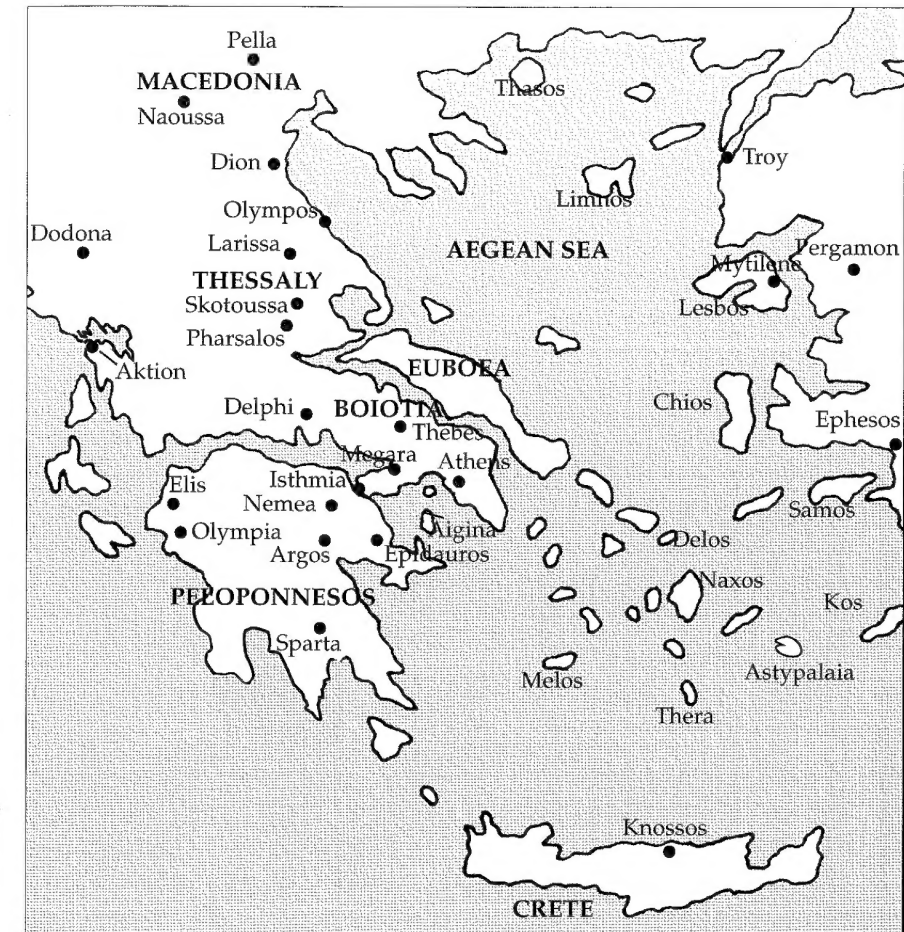 Pella
MACEDONIA
Naoussa
Thasos
Dion
Troy
Limnos
Olympos
Dodona
Larissa
AEGEAN SEA
Pergamon
Mytilene
THESSALY
Skotoussa
Lesbos
Pharsalos
EUBOEA
Aktion
Chios
Delphi
BOIOTIA
Ephesos
Thebes
Megara
Athens
Isthmia
Elis
Nemea
Samos
Olympia
Aigina
Delos
Argos
Epidauros
Naxos
PELOPONNESOS
Kos
Sparta
Astypalaia
Melos
Thera
Knossos
CRETE